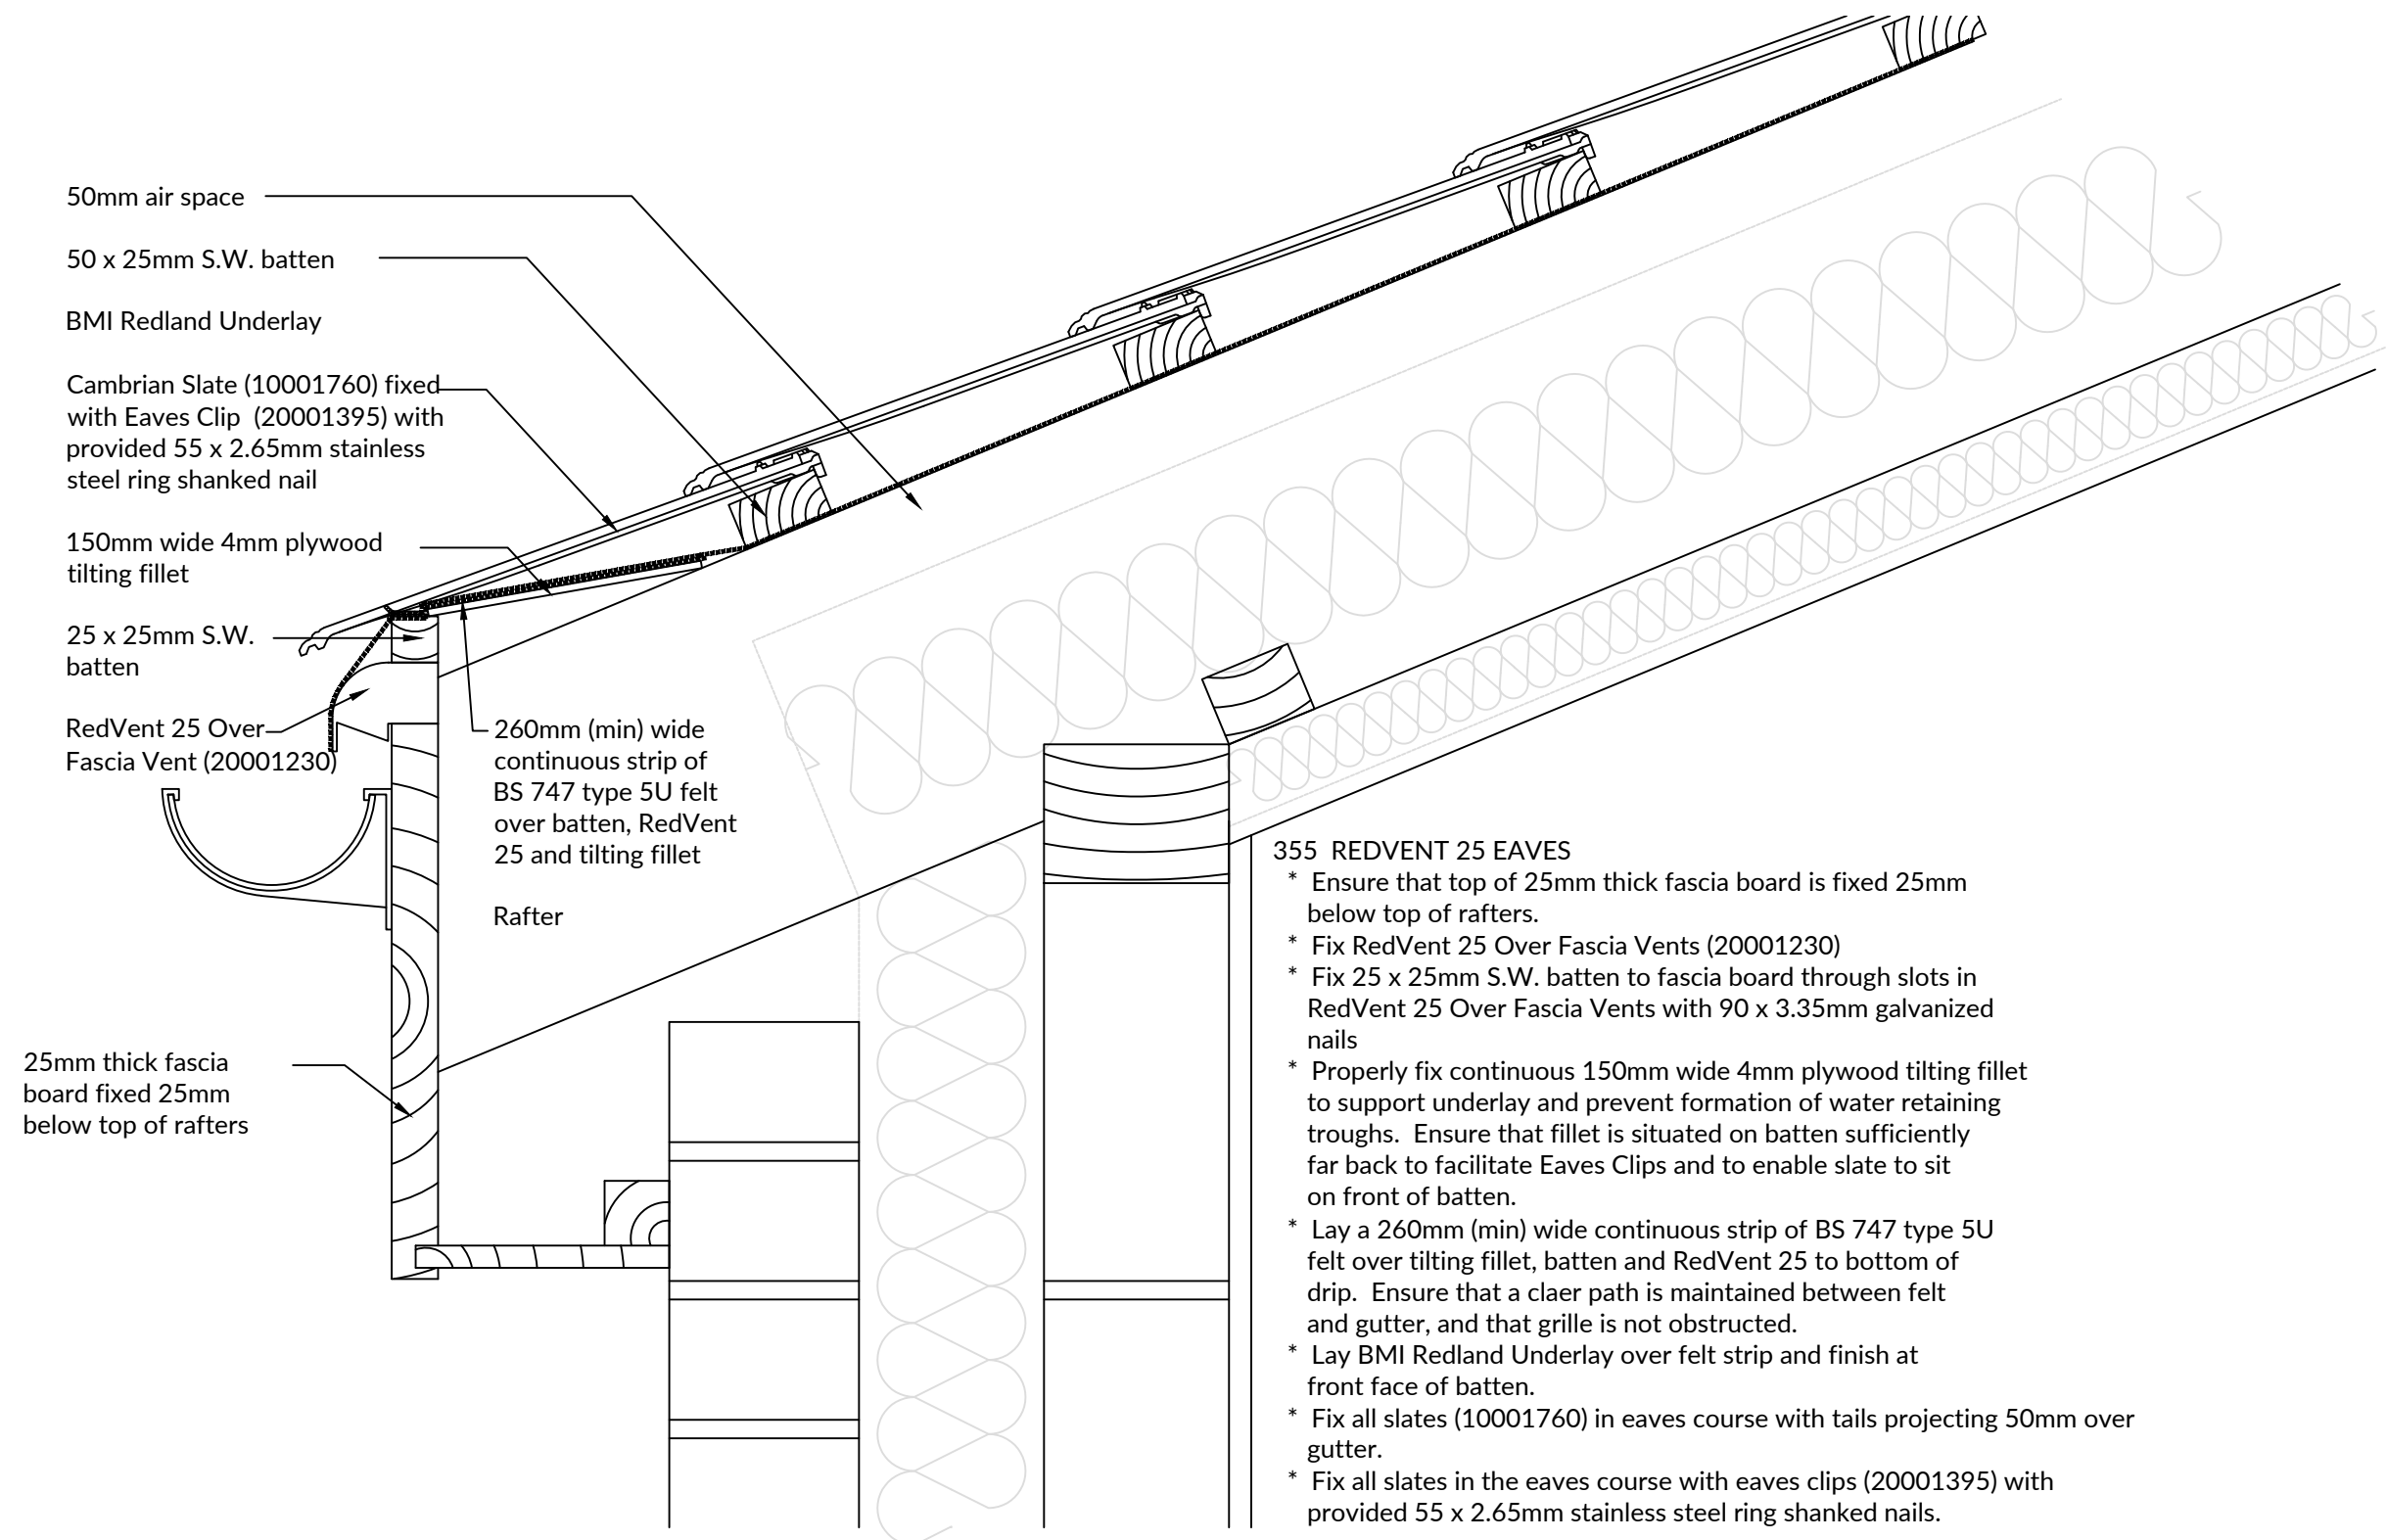 50mm air space
50 x 25mm S.W. batten
BMI Redland Underlay
Cambrian Slate (10001760) fixed
with Eaves Clip  (20001395) with
provided 55 x 2.65mm stainless
steel ring shanked nail
150mm wide 4mm plywood
tilting fillet
25 x 25mm S.W.
batten
RedVent 25 Over
Fascia Vent (20001230)
260mm (min) wide
continuous strip of
BS 747 type 5U felt
over batten, RedVent
25 and tilting fillet
Rafter
25mm thick fascia
board fixed 25mm
below top of rafters
355  REDVENT 25 EAVES
*  Ensure that top of 25mm thick fascia board is fixed 25mm
below top of rafters.
*  Fix RedVent 25 Over Fascia Vents (20001230)
*  Fix 25 x 25mm S.W. batten to fascia board through slots in
RedVent 25 Over Fascia Vents with 90 x 3.35mm galvanized
nails
*  Properly fix continuous 150mm wide 4mm plywood tilting fillet
to support underlay and prevent formation of water retaining
troughs.  Ensure that fillet is situated on batten sufficiently
far back to facilitate Eaves Clips and to enable slate to sit
on front of batten.
*  Lay a 260mm (min) wide continuous strip of BS 747 type 5U
felt over tilting fillet, batten and RedVent 25 to bottom of
drip.  Ensure that a claer path is maintained between felt
and gutter, and that grille is not obstructed.
*  Lay BMI Redland Underlay over felt strip and finish at
front face of batten.
*  Fix all slates (10001760) in eaves course with tails projecting 50mm over
gutter.
*  Fix all slates in the eaves course with eaves clips (20001395) with
provided 55 x 2.65mm stainless steel ring shanked nails.